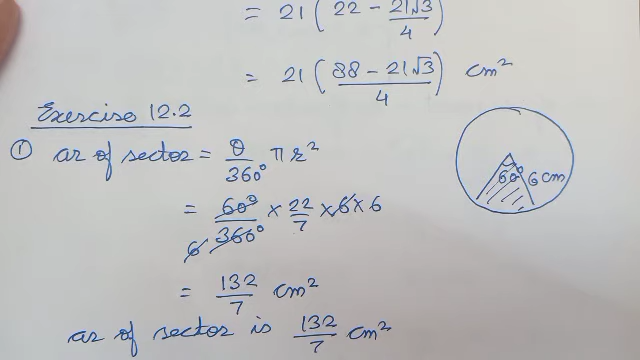 = 21 ( 22 - 21√3/4 )
= 21 ( 88 - 21√3/4 ) cm²
Exercise 12.2
① ar of sector = θ/360° πr²
60° 6 cm
= 60°/360° × 22/7 × 6 × 6
6
= 132/7 cm²
ar of sector is 132/7 cm²